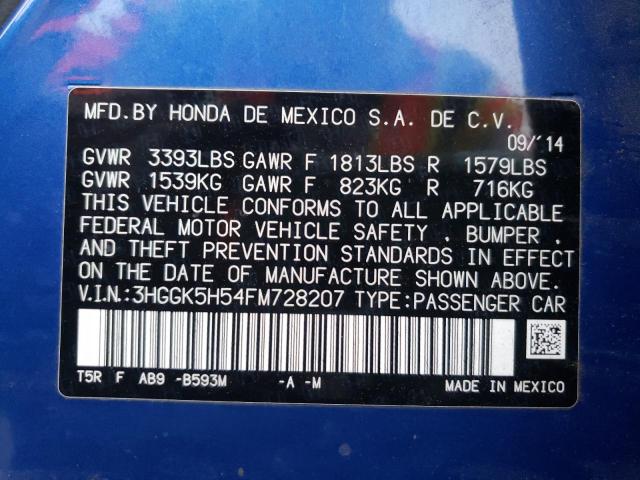 MFD.BY HONDA DE MEXICO S.A. DE C.V.
09/'14
GVWR 3393LBS GAWR F 1813LBS R 1579LBS
GVWR 1539KG GAWR F 823KG R 716KG
THIS VEHICLE CONFORMS TO ALL APPLICABLE
FEDERAL MOTOR VEHICLE SAFETY , BUMPER ,
AND THEFT PREVENTION STANDARDS IN EFFECT
ON THE DATE OF MANUFACTURE SHOWN ABOVE.
V.I.N.:3HGGK5H54FM728207 TYPE:PASSENGER CAR
T5R F AB9 -B593M -A -M MADE IN MEXICO